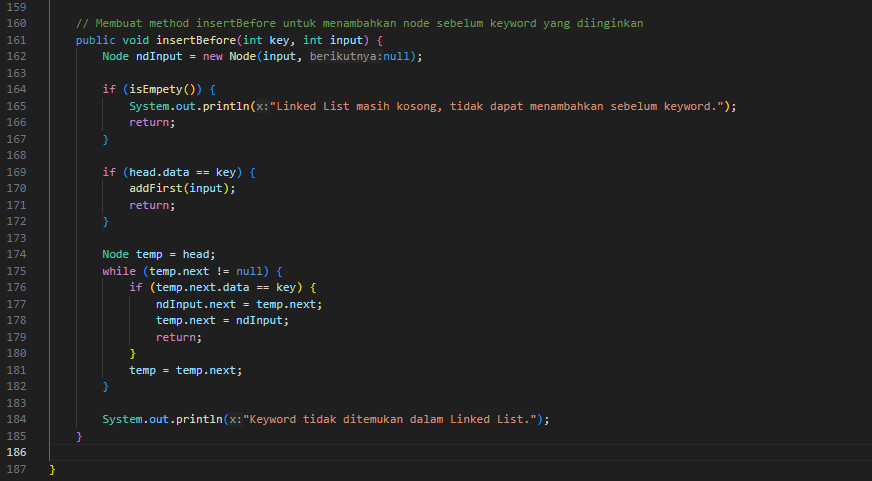 159
160 // Membuat method insertBefore untuk menambahkan node sebelum keyword yang diinginkan
161 public void insertBefore(int key, int input) {
162 Node ndInput = new Node(input, berikutnya:null);
163
164 if (isEmpety()) {
165 System.out.println(x:"Linked List masih kosong, tidak dapat menambahkan sebelum keyword.");
166 return;
167 }
168
169 if (head.data == key) {
170 addFirst(input);
171 return;
172 }
173
174 Node temp = head;
175 while (temp.next != null) {
176 if (temp.next.data == key) {
177 ndInput.next = temp.next;
178 temp.next = ndInput;
179 return;
180 }
181 temp = temp.next;
182 }
183
184 System.out.println(x:"Keyword tidak ditemukan dalam Linked List.");
185 }
186
187 }